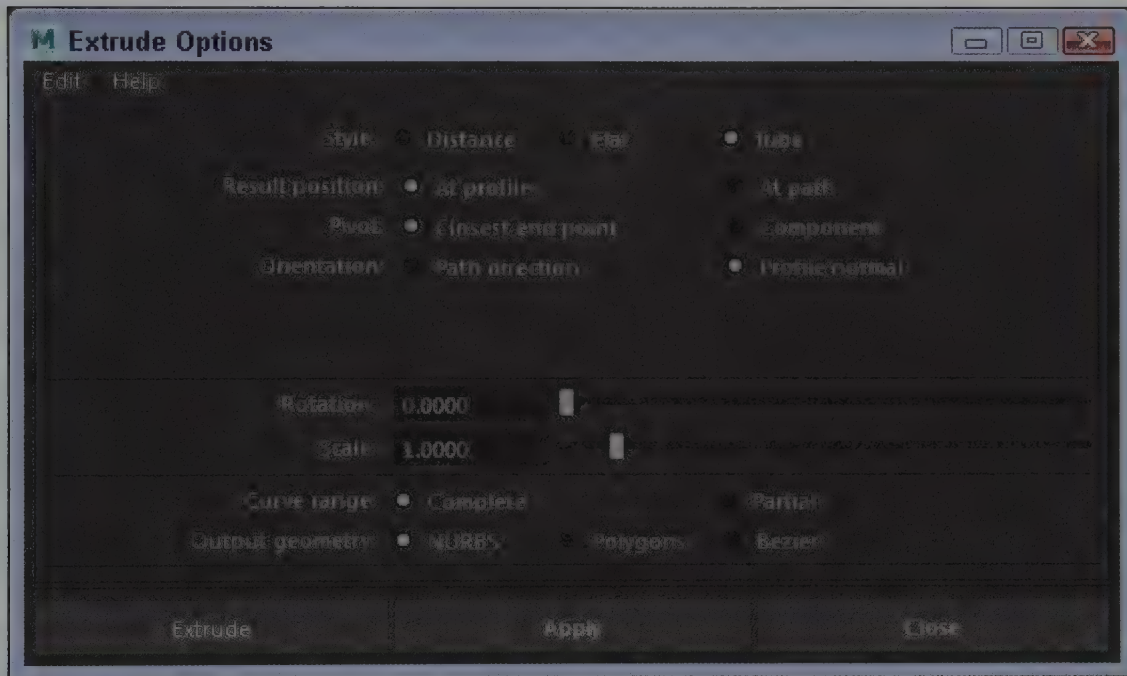 M Extrude Options
Edit Help
Style: Distance Flat Tube
Result position: At profile At path
Pivot: Closest end point Component
Orientation: Path direction Profile normal
Rotation: 0.0000
Scale: 1.0000
Curve range: Complete Partial
Output geometry: NURBS Polygons Bezier
Extrude Apply Close